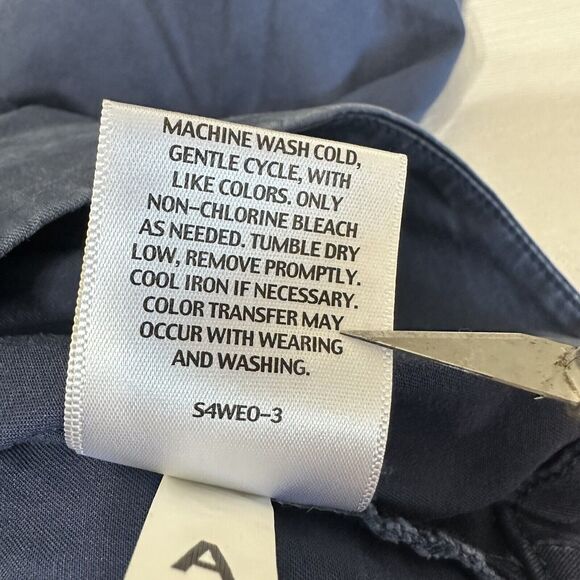 MACHINE WASH COLD,
GENTLE CYCLE, WITH
LIKE COLORS. ONLY
NON-CHLORINE BLEACH
AS NEEDED. TUMBLE DRY
LOW, REMOVE PROMPTLY.
COOL IRON IF NECESSARY.
COLOR TRANSFER MAY
OCCUR WITH WEARING
AND WASHING.
S4WE0-3
A